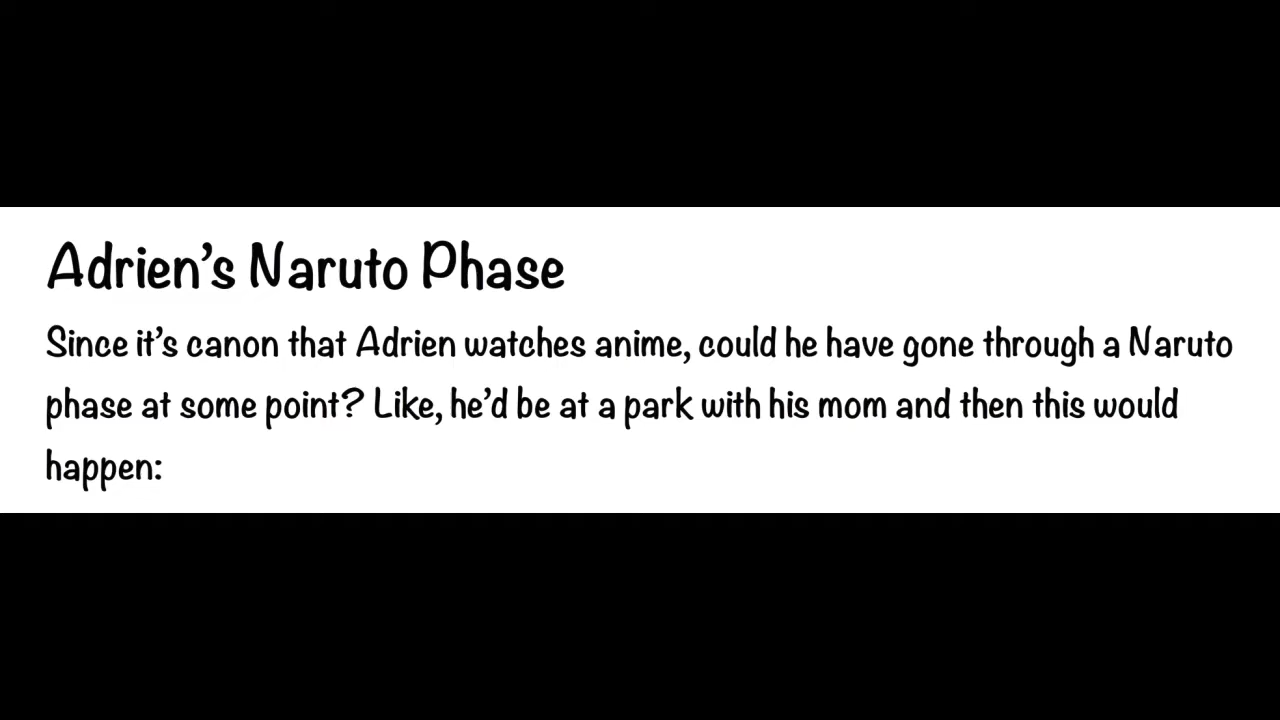 Adrien's Naruto Phase
Since it's canon that Adrien watches anime, could he have gone through a Naruto
phase at some point? Like, he'd be at a park with his mom and then this would
happen: